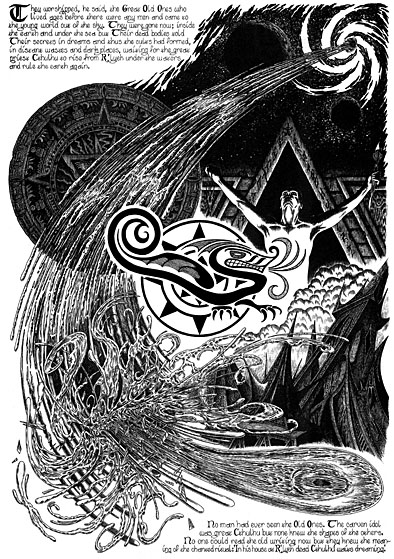 They worshipped, he said, the Great Old Ones who
lived ages before there were any men and came to
the young world out of the sky. They were gone now; inside
the earth and under the sea but Their dead bodies told
Their secrets in dreams and thus the cults had formed,
in distant wastes and dark places, waiting for the great
priest Cthulhu to rise from R'lyeh under the waters
and rule the earth again.
No man had ever seen the Old Ones. The carven idol
was great Cthulhu but none knew the shapes of the others.
No one could read the old writing now but they knew the mean-
ing of the chanted ritual: In his house at R'lyeh dead Cthulhu waits dreaming.